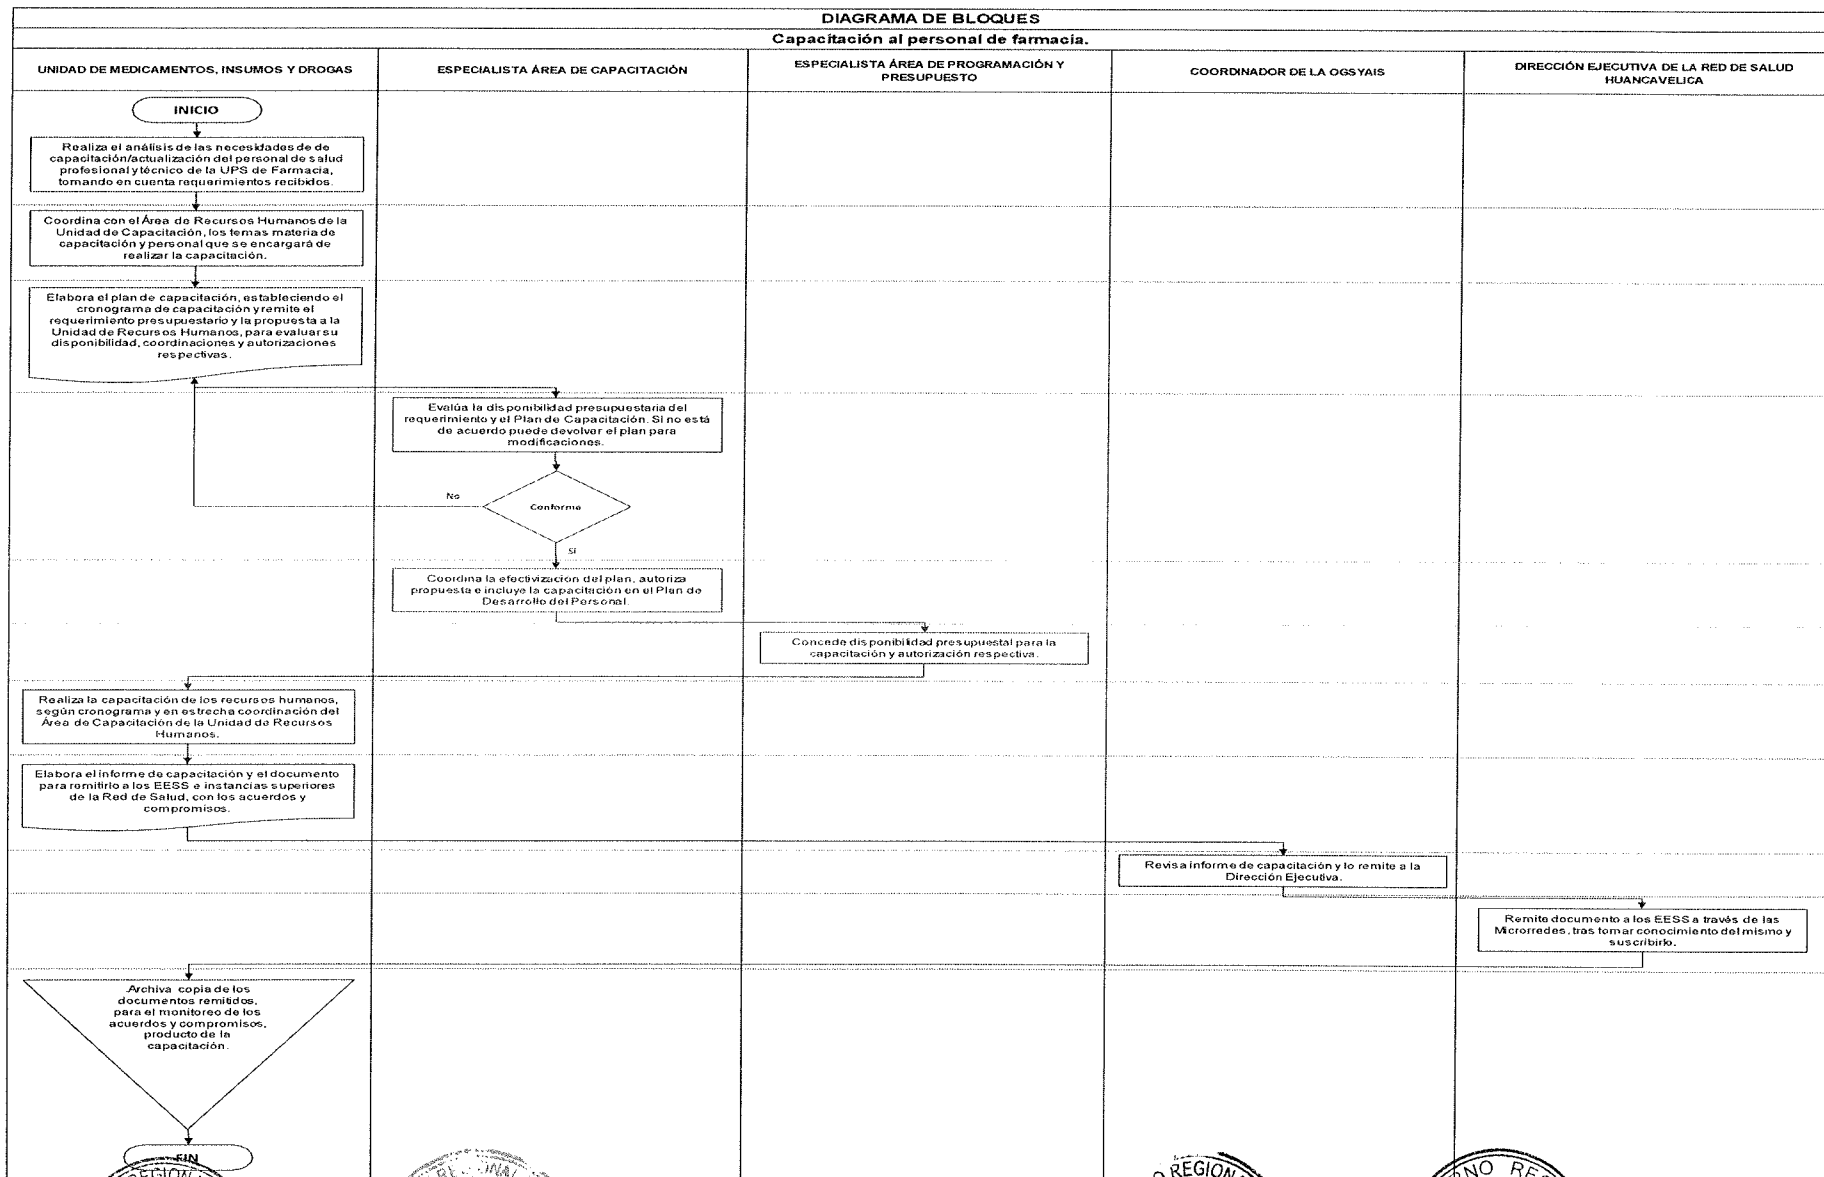 DIAGRAMA DE BLOQUES
Capacitación al personal de farmacia.
UNIDAD DE MEDICAMENTOS, INSUMOS Y DROGAS
ESPECIALISTA ÁREA DE CAPACITACIÓN
ESPECIALISTA ÁREA DE PROGRAMACIÓN Y
PRESUPUESTO
COORDINADOR DE LA OGSYAIS
DIRECCIÓN EJECUTIVA DE LA RED DE SALUD
HUANCAVELICA
INICIO
Realiza el análisis de las necesidades de de
capacitación/actualización del personal de salud
profesional y técnico de la UPS de Farmacia,
tomando en cuenta requerimientos recibidos.
Coordina con el Área de Recursos Humanos de la
Unidad de Capacitación, los temas materia de
capacitación y personal que se encargará de
realizar la capacitación.
Elabora el plan de capacitación, estableciendo el
cronograma de capacitación y remite el
requerimiento presupuestario y la propuesta a la
Unidad de Recursos Humanos, para evaluar su
disponibilidad, coordinaciones y autorizaciones
respectivas.
Evalúa la disponibilidad presupuestaria del
requerimiento y el Plan de Capacitación. Si no está
de acuerdo puede devolver el plan para
modificaciones.
No
Conforme
Si
Coordina la efectivización del plan, autoriza
propuesta e incluye la capacitación en el Plan de
Desarrollo del Personal.
Concede disponibilidad presupuestal para la
capacitación y autorización respectiva.
Realiza la capacitación de los recursos humanos,
según cronograma y en estrecha coordinación del
Área de Capacitación de la Unidad de Recursos
Humanos.
Elabora el informe de capacitación y el documento
para remitirlo a los EESS e instancias superiores
de la Red de Salud, con los acuerdos y
compromisos.
Revisa informe de capacitación y lo remite a la
Dirección Ejecutiva.
Remite documento a los EESS a través de las
Microrredes, tras tomar conocimiento del mismo y
suscribirlo.
Archiva copia de los
documentos remitidos,
para el monitoreo de los
acuerdos y compromisos,
producto de la
capacitación.
FIN
REGION
REGIONAL
O REGION
RNO RE